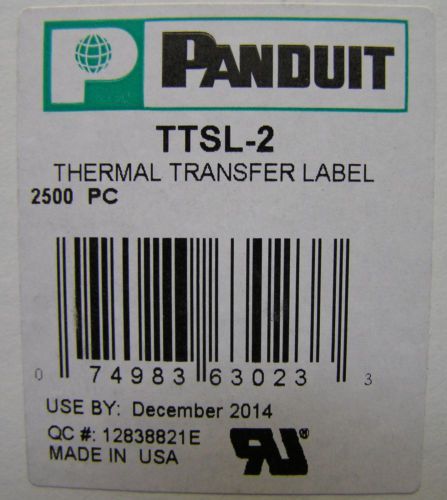 P PANDUIT
TTSL-2
THERMAL TRANSFER LABEL
2500 PC
0 74983 63023 3
USE BY: December 2014
QC #: 12838821E
MADE IN USA
RU®